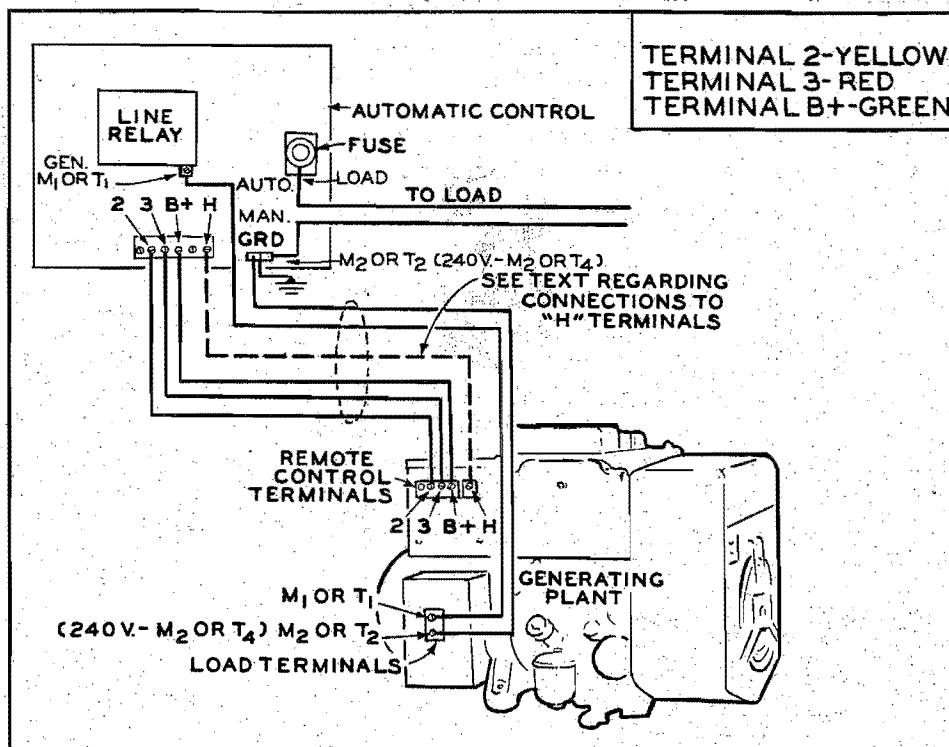 TERMINAL 2-YELLOW
TERMINAL 3-RED
TERMINAL B+-GREEN
LINE
RELAY
AUTOMATIC CONTROL
FUSE
GEN.
M1 OR T1
AUTO.
LOAD
TO LOAD
2 3 B+ H
MAN.
GRD
M2 OR T2 (240V.-M2 OR T4)
SEE TEXT REGARDING
CONNECTIONS TO
"H" TERMINALS
REMOTE
CONTROL
TERMINALS
2 3 B+ H
GENERATING
PLANT
M1 OR T1
(240V.-M2 OR T4) M2 OR T2
LOAD TERMINALS